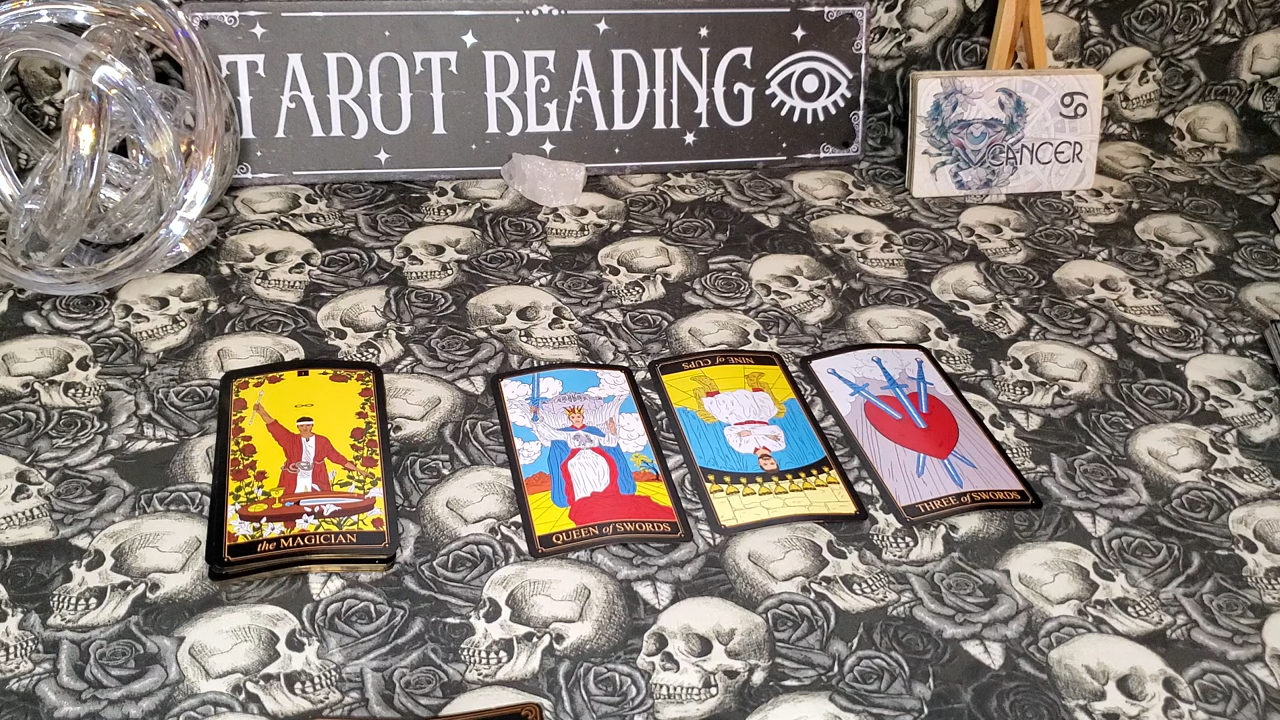 TAROT READING
♋
CANCER
I
the MAGICIAN
QUEEN of SWORDS
NINE of CUPS
THREE of SWORDS